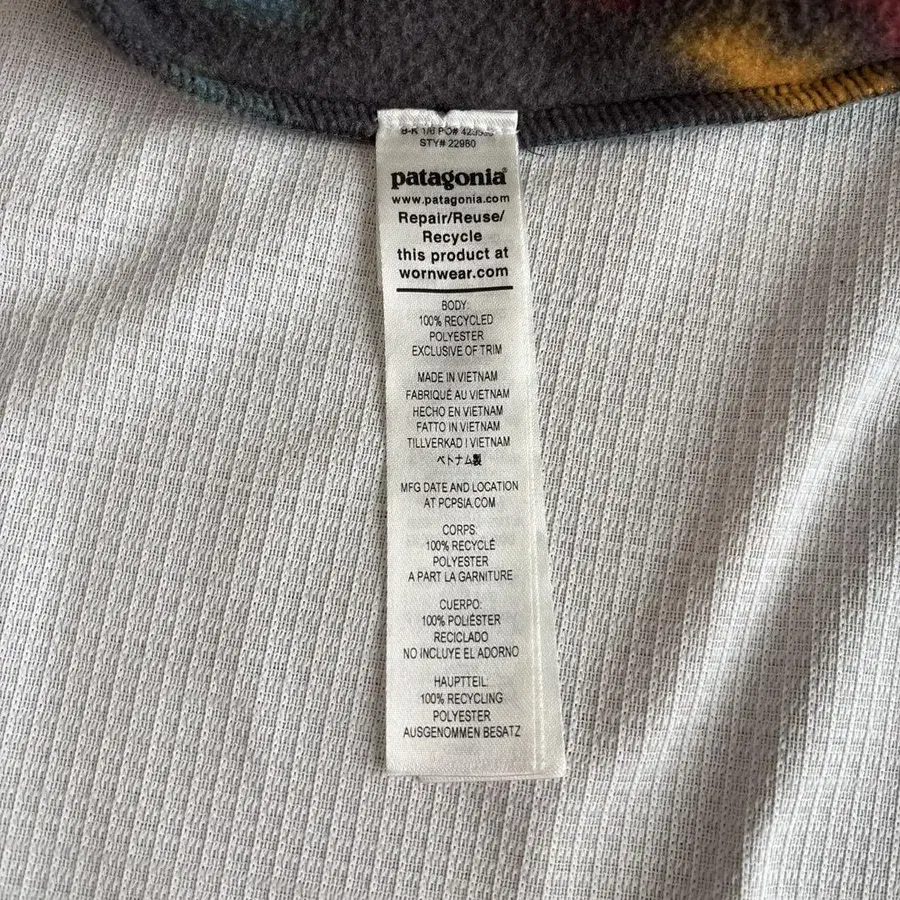 B-R 1/6 PO#
STY# 22980
patagonia®
www.patagonia.com
Repair/Reuse/
Recycle
this product at
wornwear.com
BODY:
100% RECYCLED
POLYESTER
EXCLUSIVE OF TRIM
MADE IN VIETNAM
FABRIQUÉ AU VIETNAM
HECHO EN VIETNAM
FATTO IN VIETNAM
TILLVERKAD I VIETNAM
ベトナム製
MFG DATE AND LOCATION
AT PCPSIA.COM
CORPS:
100% RECYCLÉ
POLYESTER
A PART LA GARNITURE
CUERPO:
100% POLIÉSTER
RECICLADO
NO INCLUYE EL ADORNO
HAUPTTEIL:
100% RECYCLING
POLYESTER
AUSGENOMMEN BESATZ